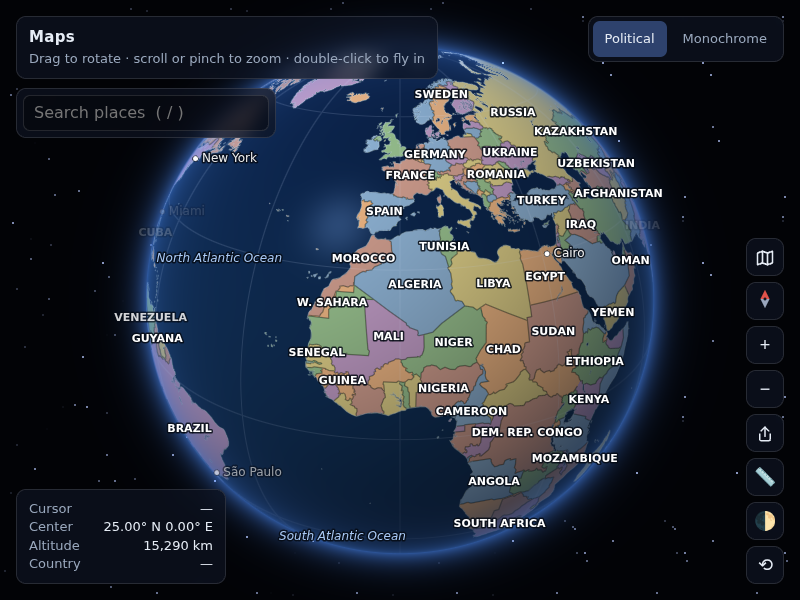 Maps
Drag to rotate · scroll or pinch to zoom · double-click to fly in
Political
Monochrome
Search places ( / )
SWEDEN
RUSSIA
KAZAKHSTAN
GERMANY
UKRAINE
New York
UZBEKISTAN
FRANCE
ROMANIA
AFGHANISTAN
TURKEY
Miami
SPAIN
IRAQ
INDIA
CUBA
TUNISIA
Cairo
North Atlantic Ocean
MOROCCO
OMAN
EGYPT
ALGERIA
LIBYA
W. SAHARA
YEMEN
VENEZUELA
SUDAN
GUYANA
MALI
NIGER
CHAD
SENEGAL
ETHIOPIA
GUINEA
NIGERIA
KENYA
CAMEROON
BRAZIL
DEM. REP. CONGO
MOZAMBIQUE
São Paulo
ANGOLA
SOUTH AFRICA
South Atlantic Ocean
Cursor —
Center 25.00° N 0.00° E
Altitude 15,290 km
Country —